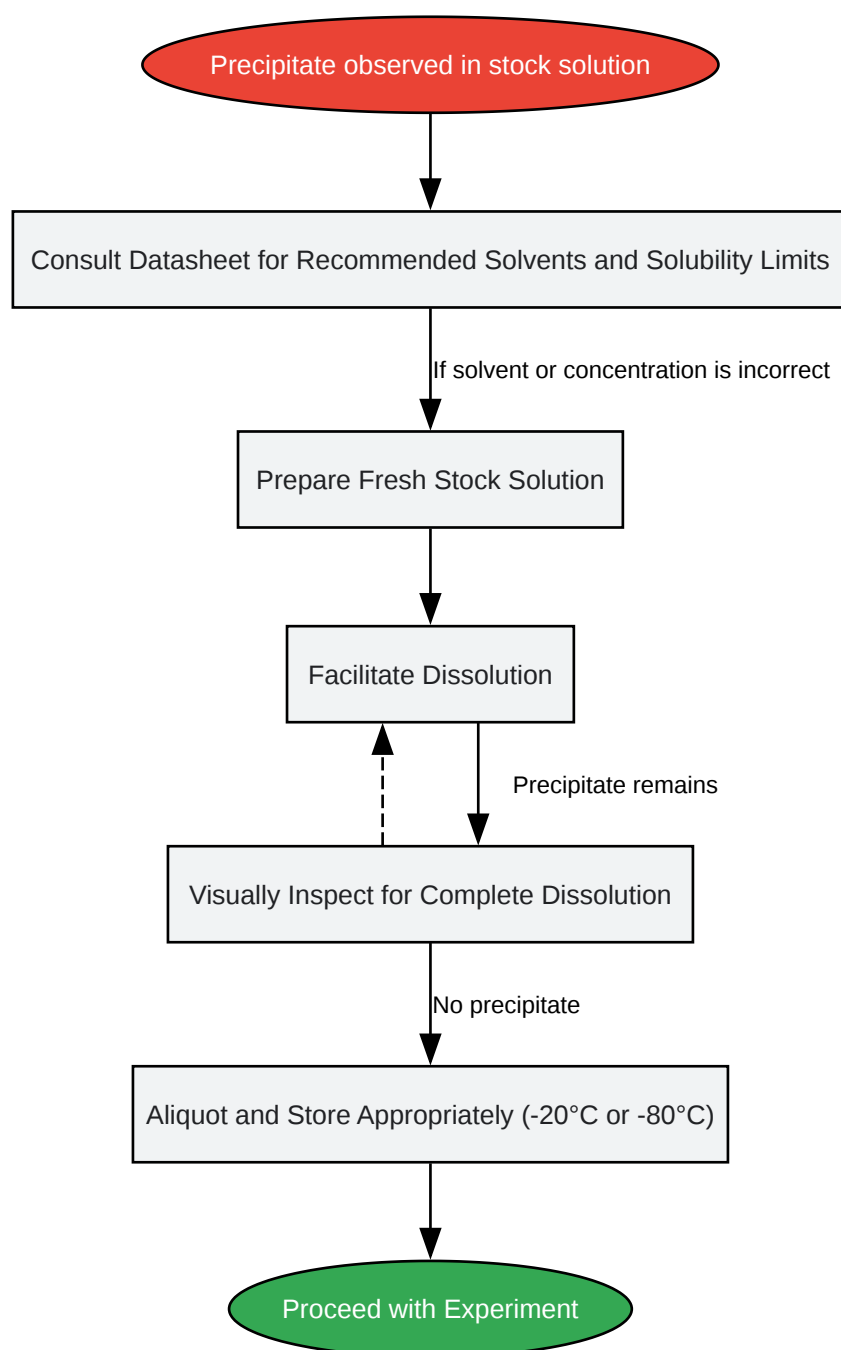 Precipitate observed in stock solution
Consult Datasheet for Recommended Solvents and Solubility Limits
If solvent or concentration is incorrect
Prepare Fresh Stock Solution
Facilitate Dissolution
Precipitate remains
Visually Inspect for Complete Dissolution
No precipitate
Aliquot and Store Appropriately (-20°C or -80°C)
Proceed with Experiment